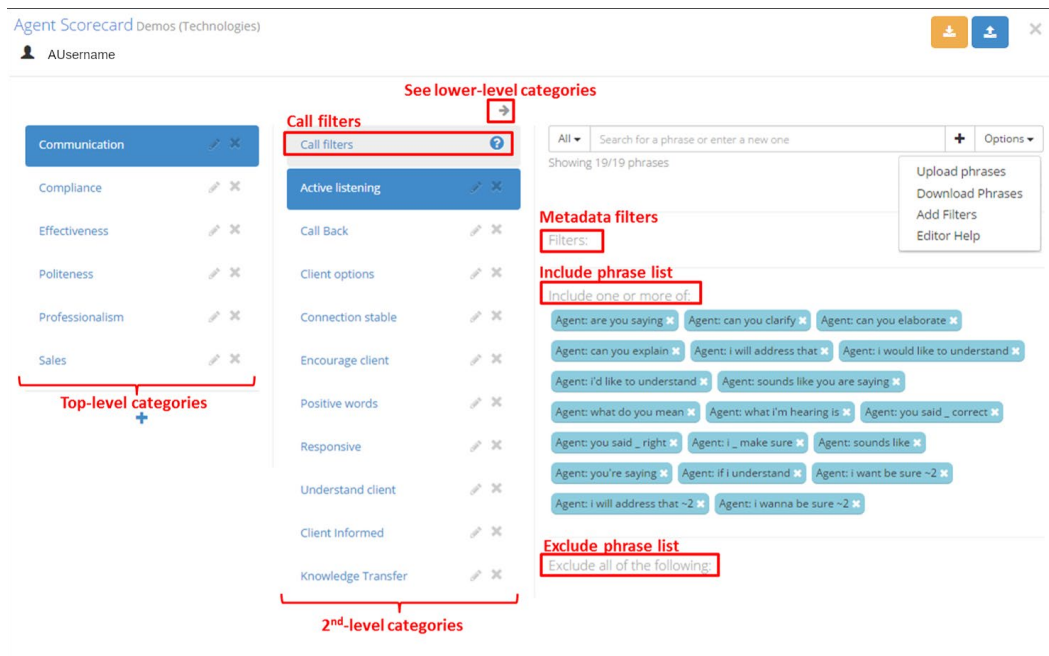 Agent Scorecard Demos (Technologies)
AUsername
See lower-level categories
Call filters
Communication
Compliance
Effectiveness
Politeness
Professionalism
Sales
Top-level categories
Call filters
Active listening
Call Back
Client options
Connection stable
Encourage client
Positive words
Responsive
Understand client
Client Informed
Knowledge Transfer
2nd-level categories
All Search for a phrase or enter a new one Options
Showing 19/19 phrases
Upload phrases
Download Phrases
Add Filters
Editor Help
Metadata filters
Filters:
Include phrase list
Include one or more of:
Agent: are you saying Agent: can you clarify Agent: can you elaborate
Agent: can you explain Agent: i will address that Agent: i would like to understand
Agent: i'd like to understand Agent: sounds like you are saying
Agent: what do you mean Agent: what i'm hearing is Agent: you said _ correct
Agent: you said _ right Agent: i _ make sure Agent: sounds like
Agent: you're saying Agent: if i understand Agent: i want be sure ~2
Agent: i will address that ~2 Agent: i wanna be sure ~2
Exclude phrase list
Exclude all of the following: